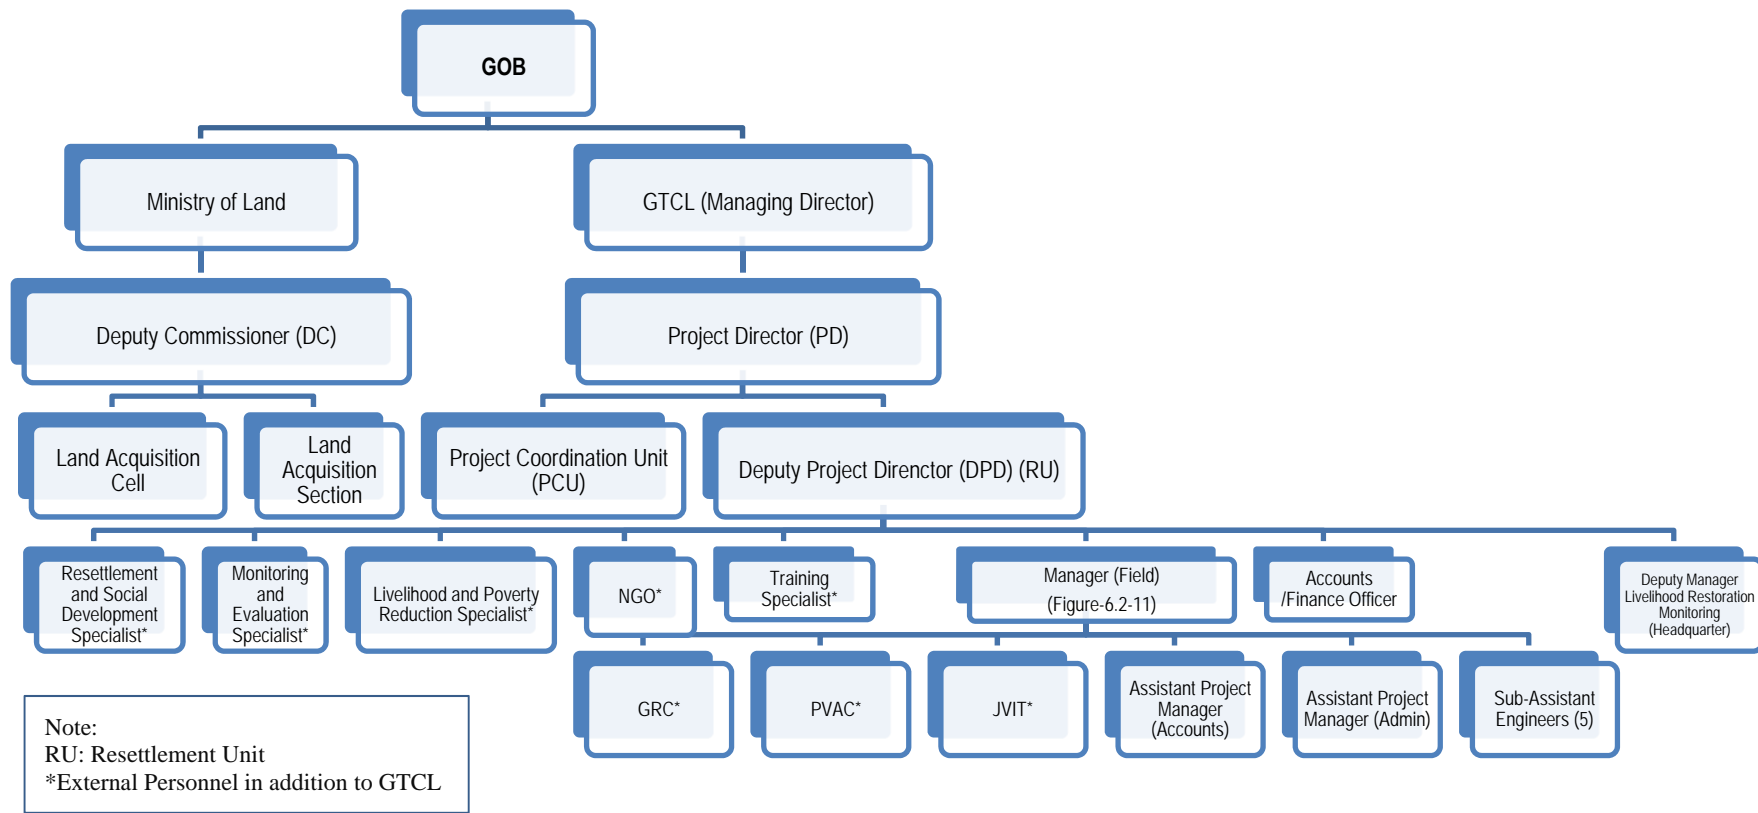 GOB
Ministry of Land
GTCL (Managing Director)
Deputy Commissioner (DC)
Project Director (PD)
Land Acquisition
Cell
Land
Acquisition
Section
Project Coordination Unit
(PCU)
Deputy Project Direnctor (DPD) (RU)
Resettlement
and Social
Development
Specialist*
Monitoring
and
Evaluation
Specialist*
Livelihood and Poverty
Reduction Specialist*
NGO*
Training
Specialist*
Manager (Field)
(Figure-6.2-11)
Accounts
/Finance Officer
Deputy Manager
Livelihood Restoration
Monitoring
(Headquarter)
GRC*
PVAC*
JVIT*
Assistant Project
Manager
(Accounts)
Assistant Project
Manager (Admin)
Sub-Assistant
Engineers (5)
Note:
RU: Resettlement Unit
*External Personnel in addition to GTCL